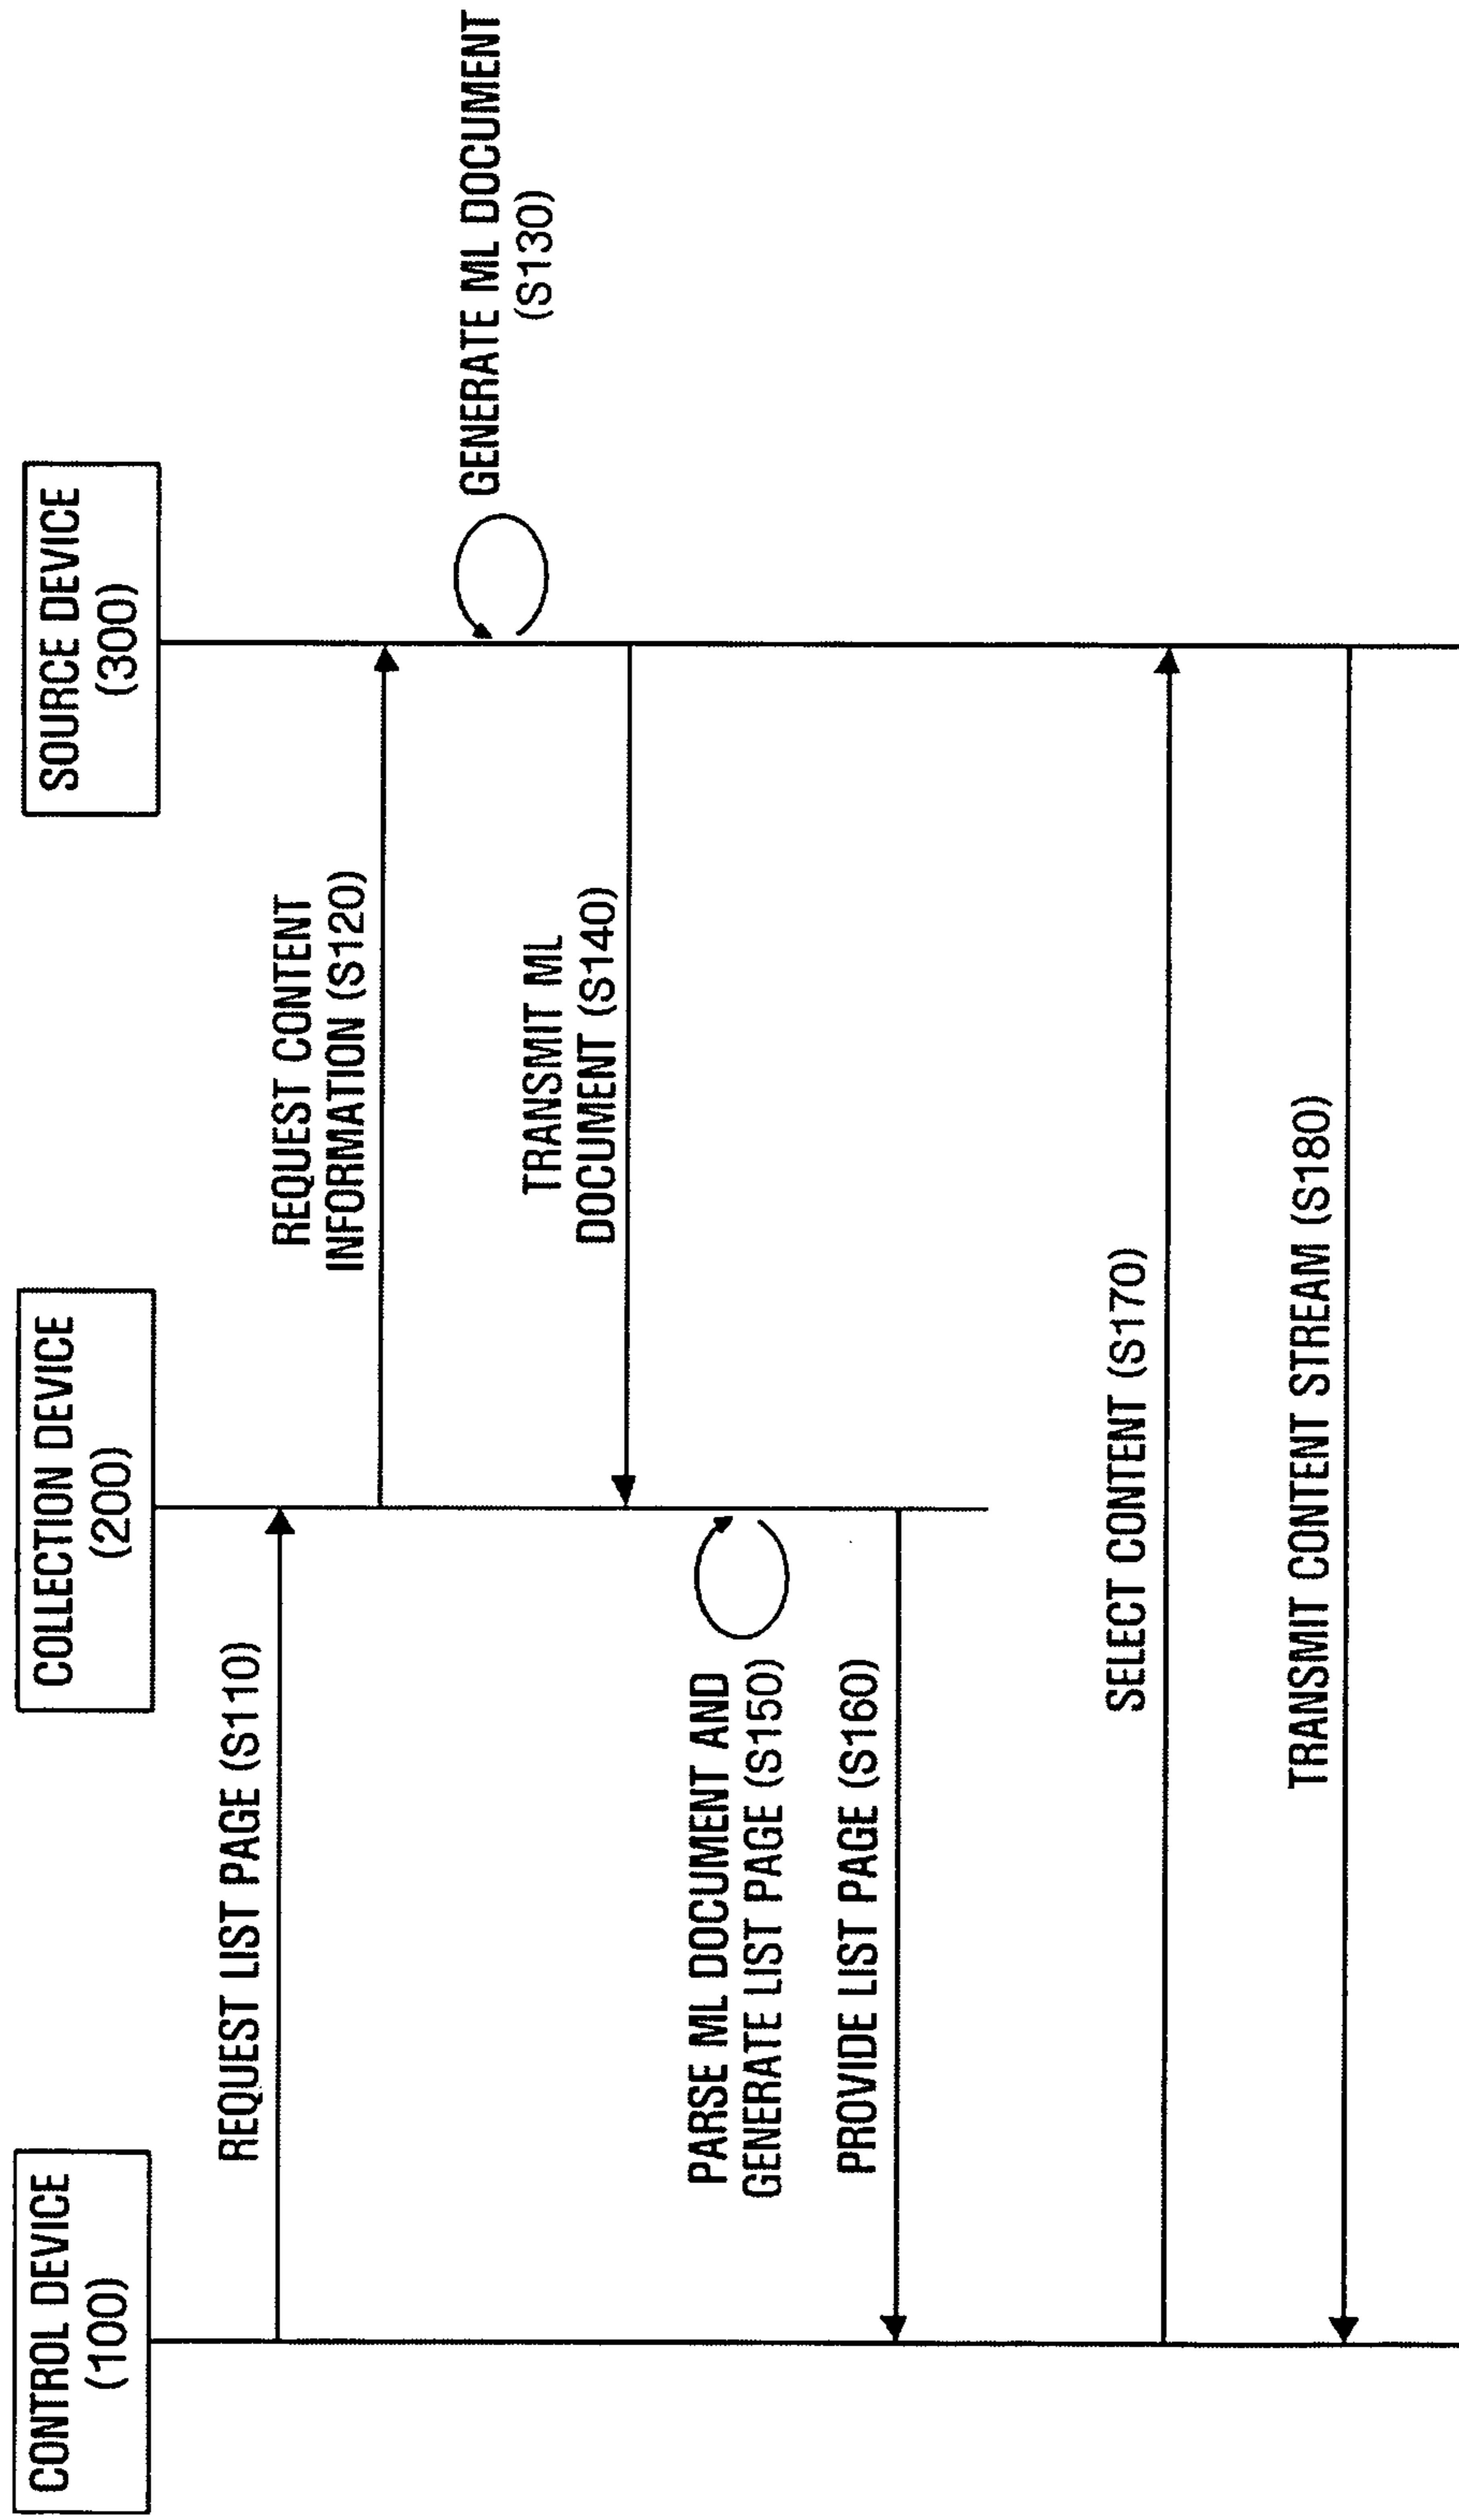 CONTROL DEVICE
(100)
COLLECTION DEVICE
(200)
SOURCE DEVICE
(300)
REQUEST LIST PAGE (S110)
REQUEST CONTENT
INFORMATION (S120)
GENERATE ML DOCUMENT
(S130)
TRANSMIT ML
DOCUMENT (S140)
PARSE ML DOCUMENT AND
GENERATE LIST PAGE (S150)
PROVIDE LIST PAGE (S160)
SELECT CONTENT (S170)
TRANSMIT CONTENT STREAM (S180)